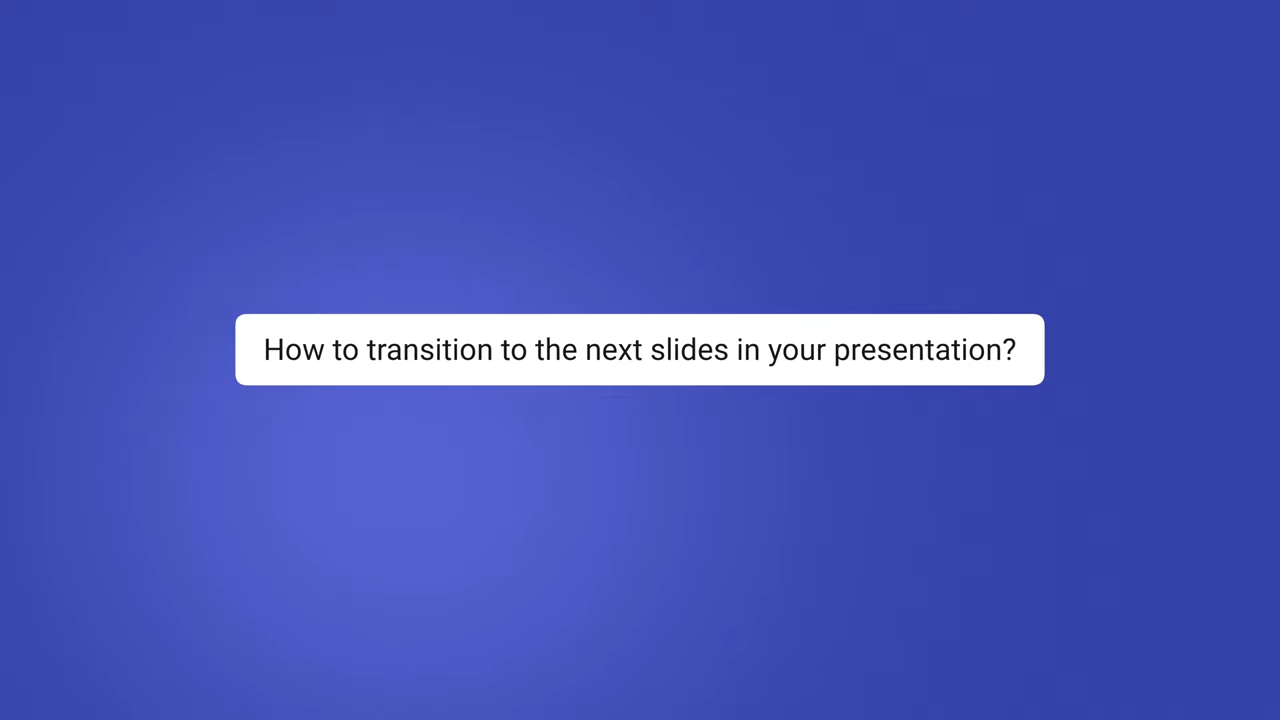 How to transition to the next slides in your presentation?